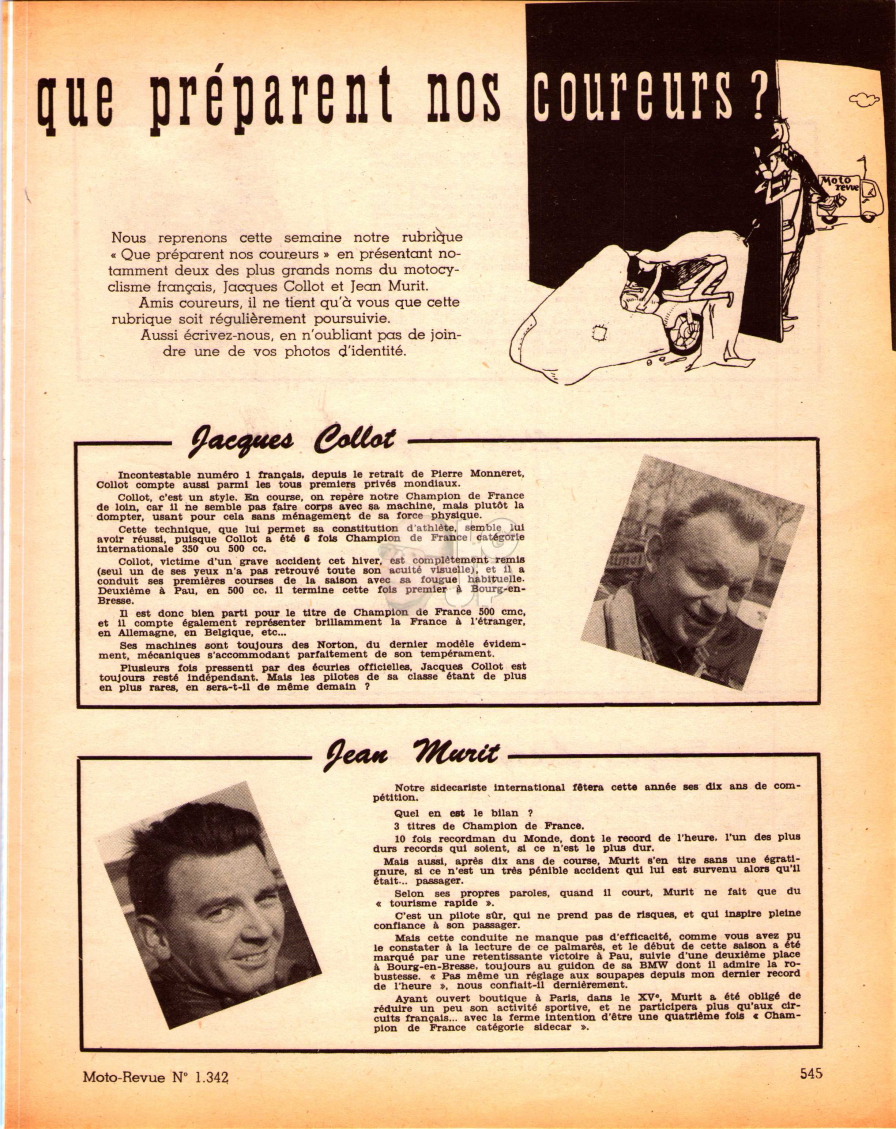 que préparent nos coureurs ?
Moto
revue
Nous reprenons cette semaine notre rubrique
« Que préparent nos coureurs » en présentant no-
tamment deux des plus grands noms du motocy-
clisme français, Jacques Collot et Jean Murit.
Amis coureurs, il ne tient qu'à vous que cette
rubrique soit régulièrement poursuivie.
Aussi écrivez-nous, en n'oubliant pas de join-
dre une de vos photos d'identité.
Jacques Collot
Incontestable numéro 1 français, depuis le retrait de Pierre Monneret,
Collot compte aussi parmi les tous premiers privés mondiaux.
Collot, c'est un style. En course, on repère notre Champion de France
de loin, car il ne semble pas faire corps avec sa machine, mais plutôt la
dompter, usant pour cela sans ménagement de sa force physique.
Cette technique, que lui permet sa constitution d'athlète, semble lui
avoir réussi, puisque Collot a été 6 fois Champion de France catégorie
internationale 350 ou 500 cc.
Collot, victime d'un grave accident cet hiver, est complètement remis
(seul un de ses yeux n'a pas retrouvé toute son acuité visuelle), et il a
conduit ses premières courses de la saison avec sa fougue habituelle.
Deuxième à Pau, en 500 cc. il termine cette fois premier à Bourg-en-
Bresse.
Il est donc bien parti pour le titre de Champion de France 500 cmc,
et il compte également représenter brillamment la France à l'étranger,
en Allemagne, en Belgique, etc...
Ses machines sont toujours des Norton, du dernier modèle évidem-
ment, mécaniques s'accommodant parfaitement de son tempérament.
Plusieurs fois pressenti par des écuries officielles, Jacques Collot est
toujours resté indépendant. Mais les pilotes de sa classe étant de plus
en plus rares, en sera-t-il de même demain ?
Jean Murit
Notre sidecariste international fêtera cette année ses dix ans de com-
pétition.
Quel en est le bilan ?
3 titres de Champion de France.
10 fois recordman du Monde, dont le record de l'heure, l'un des plus
durs records qui soient, si ce n'est le plus dur.
Mais aussi, après dix ans de course, Murit s'en tire sans une égrati-
gnure, si ce n'est un très pénible accident qui lui est survenu alors qu'il
était... passager.
Selon ses propres paroles, quand il court, Murit ne fait que du
« tourisme rapide ».
C'est un pilote sûr, qui ne prend pas de risques, et qui inspire pleine
confiance à son passager.
Mais cette conduite ne manque pas d'efficacité, comme vous avez pu
le constater à la lecture de ce palmarès, et le début de cette saison a été
marqué par une retentissante victoire à Pau, suivie d'une deuxième place
à Bourg-en-Bresse, toujours au guidon de sa BMW dont il admire la ro-
bustesse. « Pas même un réglage aux soupapes depuis mon dernier record
de l'heure », nous confiait-il dernièrement.
Ayant ouvert boutique à Paris, dans le XVe, Murit a été obligé de
réduire un peu son activité sportive, et ne participera plus qu'aux cir-
cuits français... avec la ferme intention d'être une quatrième fois « Cham-
pion de France catégorie sidecar ».
Moto-Revue N° 1.342
545